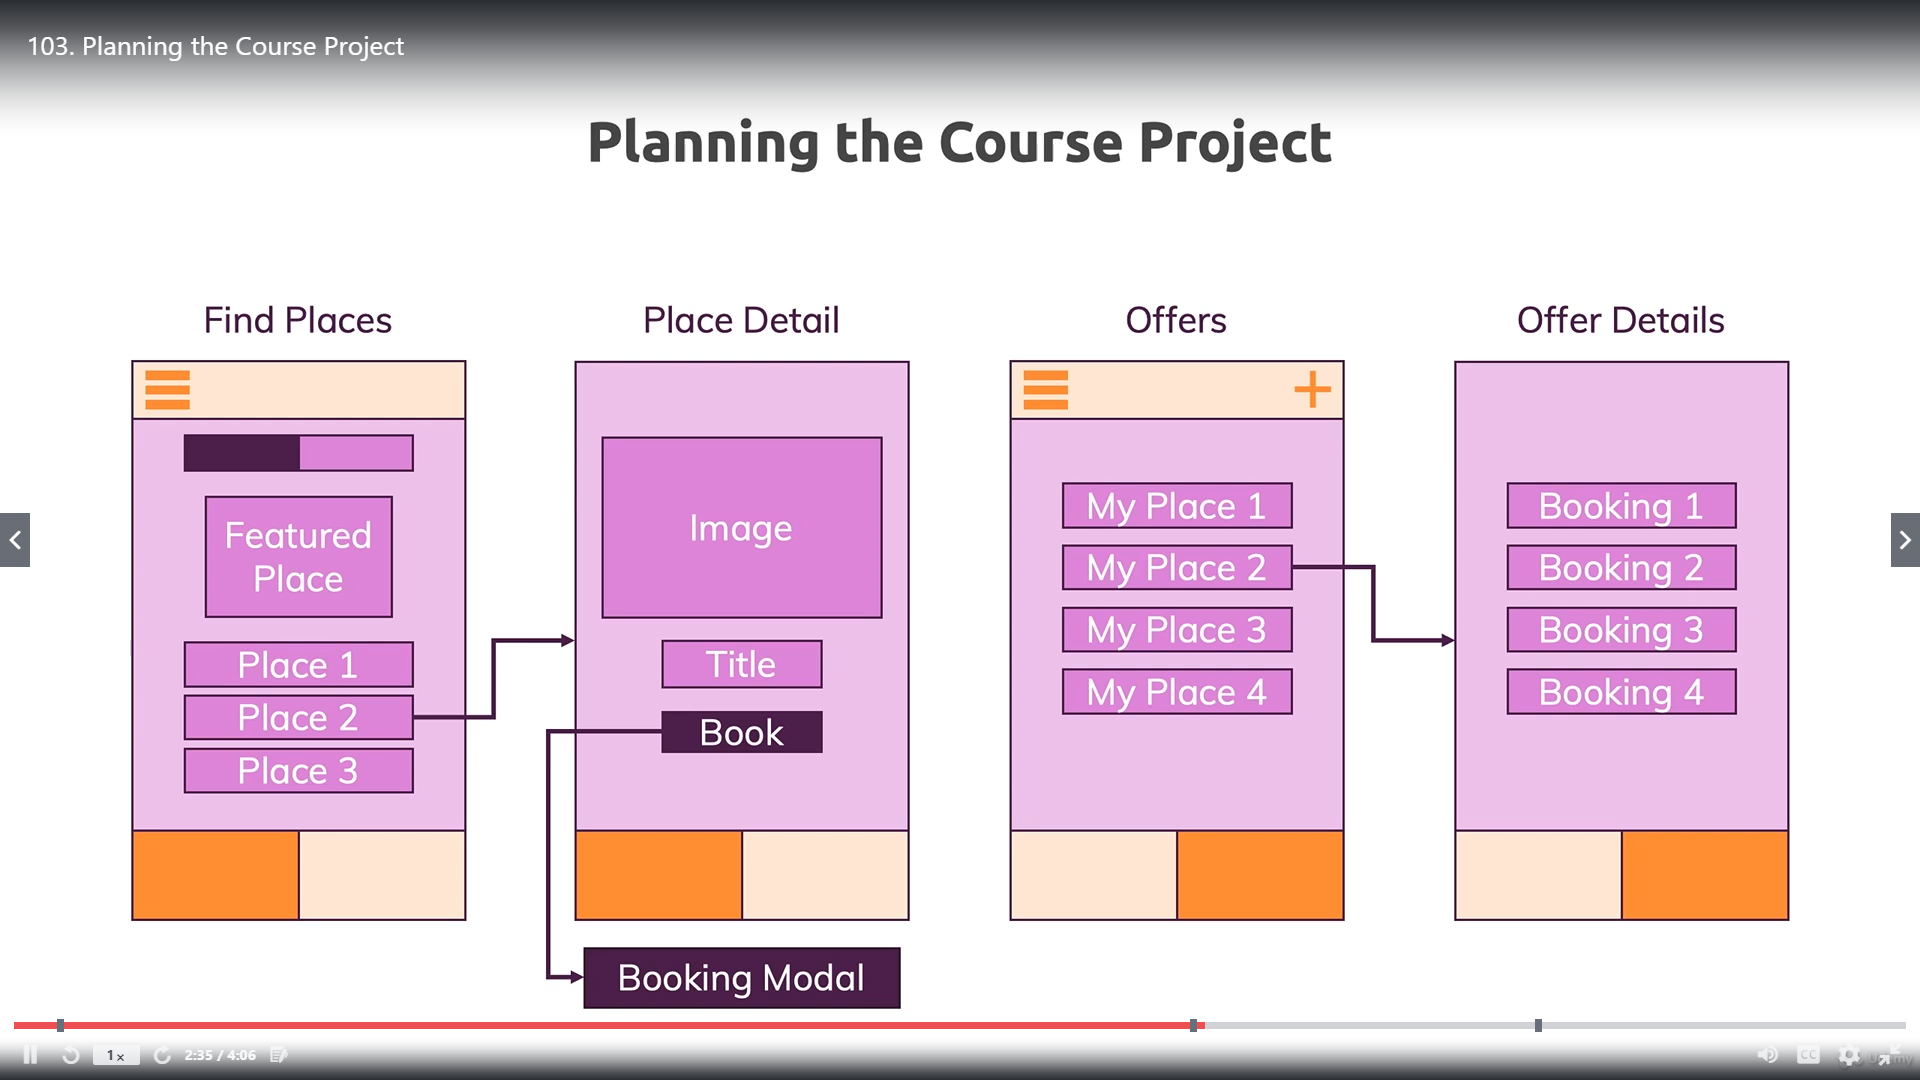 103. Planning the Course Project
Planning the Course Project
Find Places
Place Detail
Offers
Offer Details
Featured
Place
Place 1
Place 2
Place 3
Image
Title
Book
Booking Modal
My Place 1
My Place 2
My Place 3
My Place 4
Booking 1
Booking 2
Booking 3
Booking 4
1x
2:35 / 4:06
CC